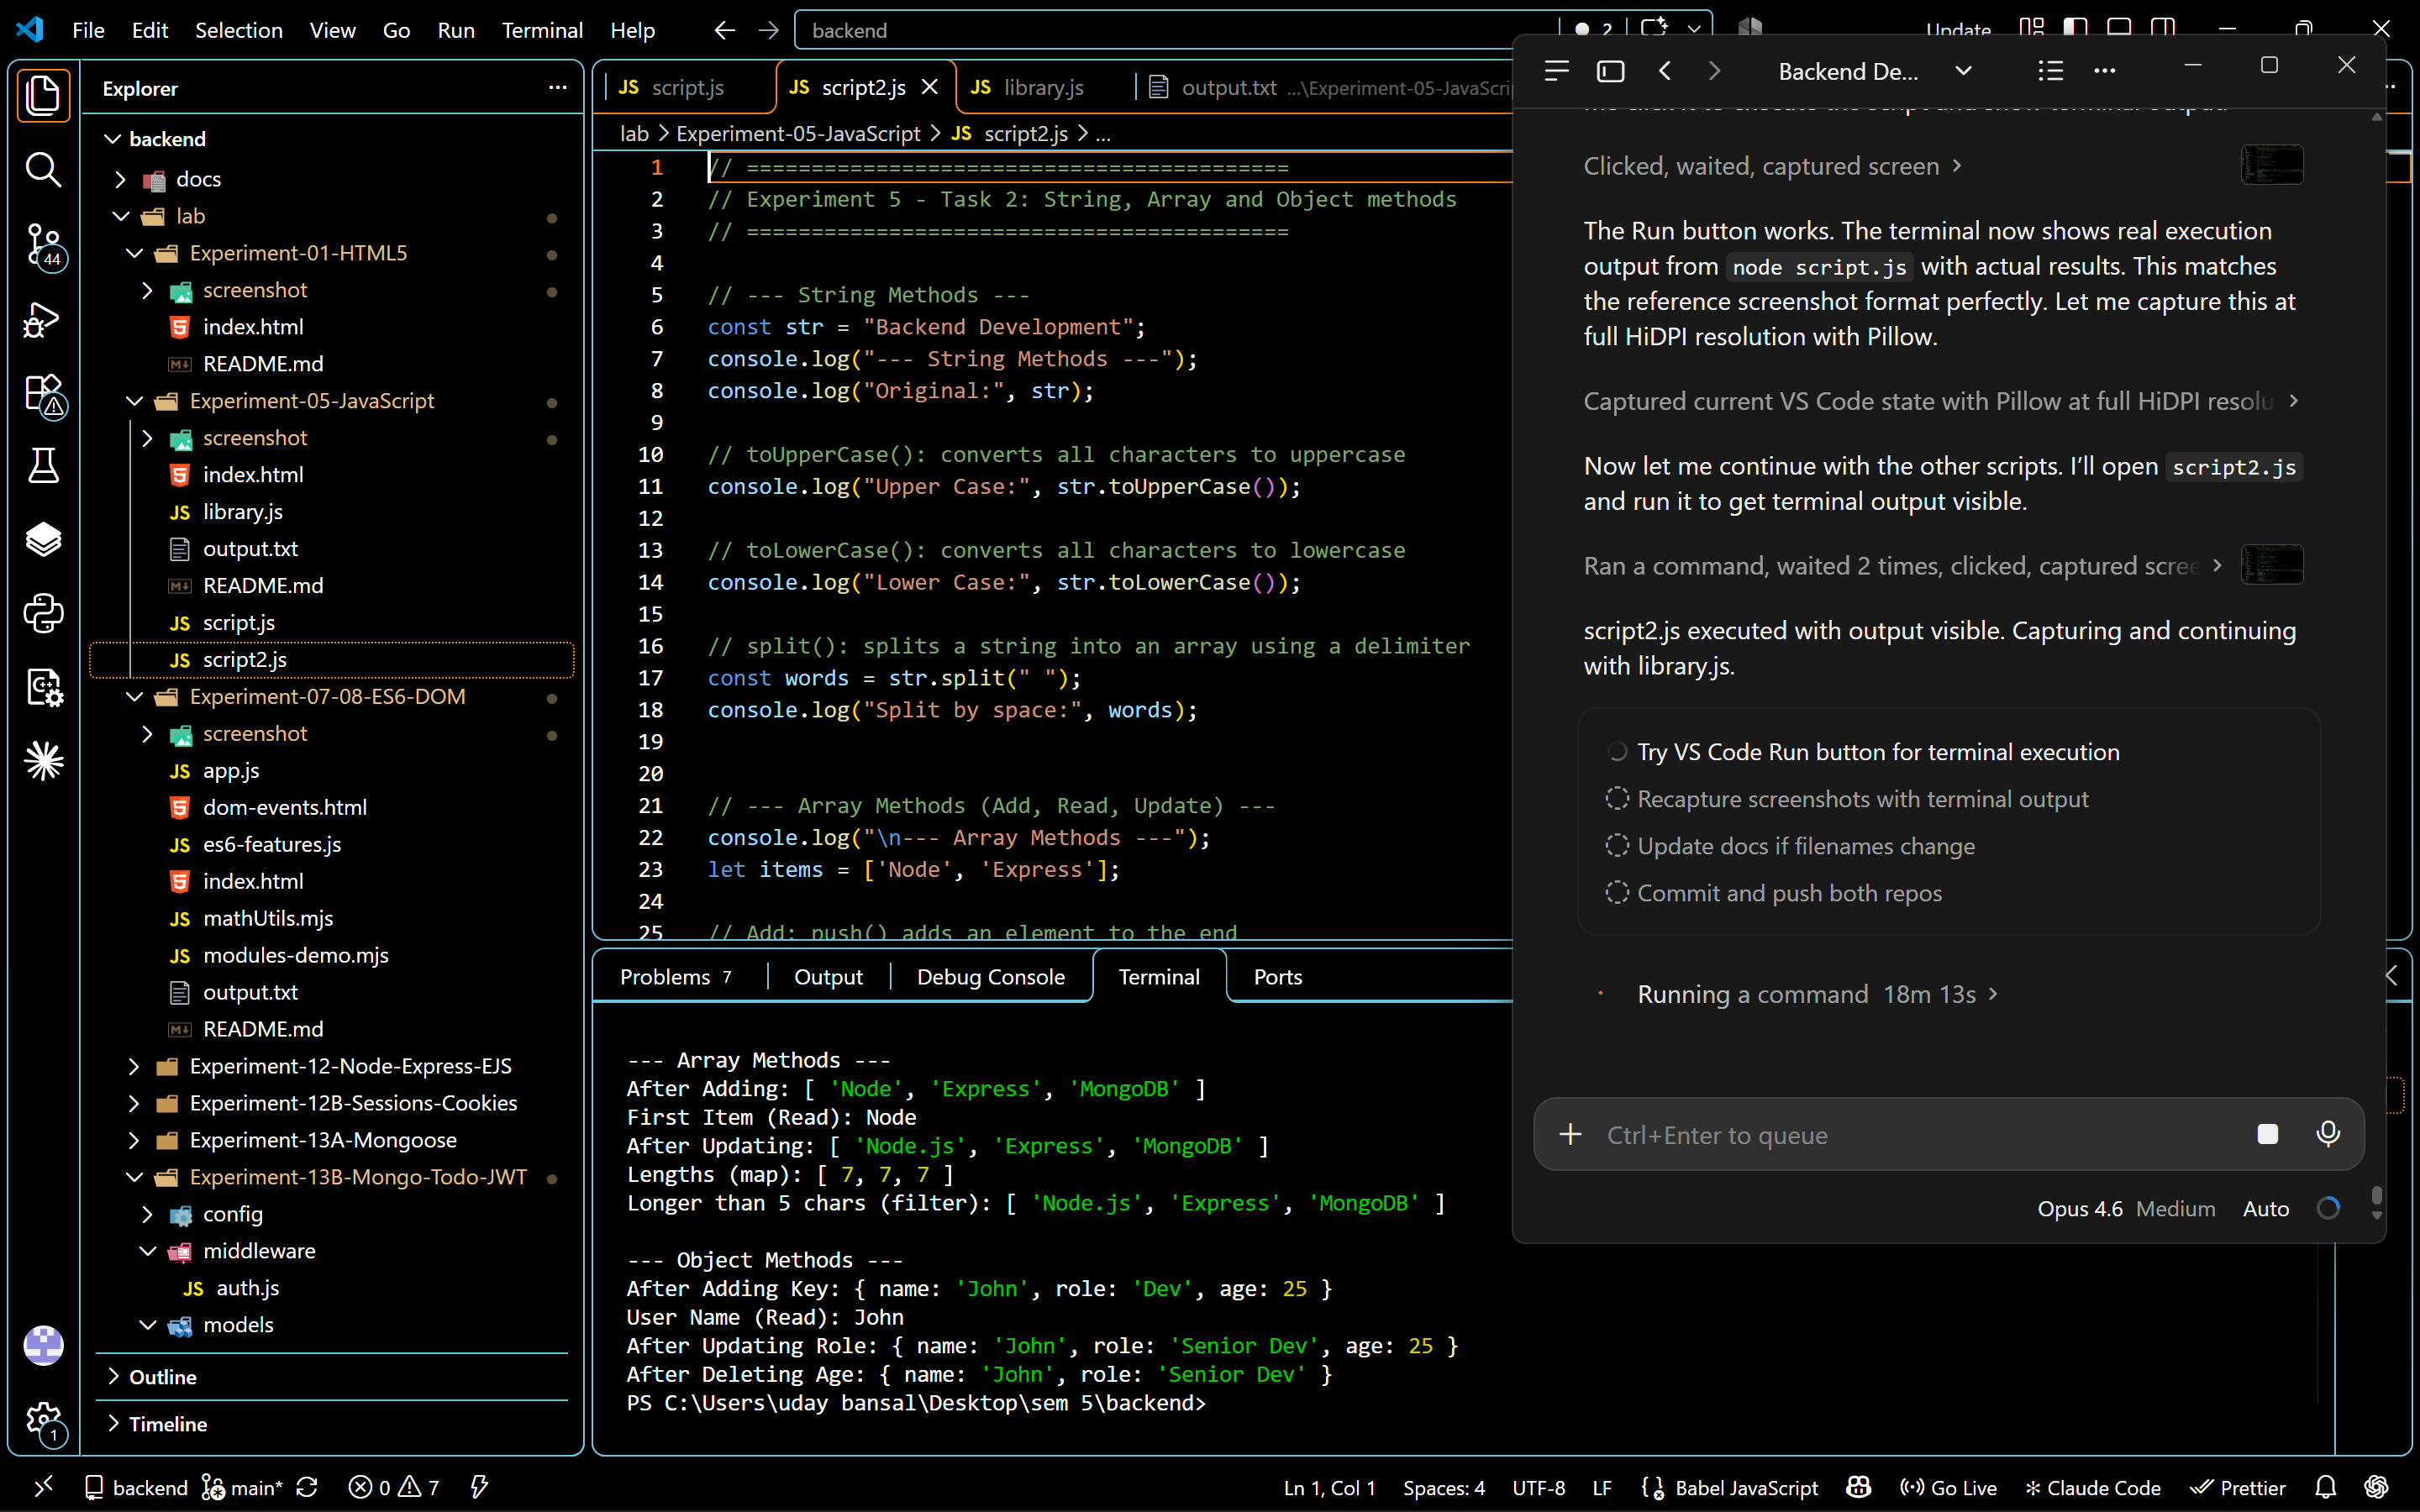 File Edit Selection View Go Run Terminal Help
backend
2
Update
Explorer
backend
docs
lab
Experiment-01-HTML5
screenshot
index.html
README.md
Experiment-05-JavaScript
screenshot
index.html
JS library.js
output.txt
README.md
JS script.js
JS script2.js
Experiment-07-08-ES6-DOM
screenshot
JS app.js
dom-events.html
JS es6-features.js
index.html
JS mathUtils.mjs
JS modules-demo.mjs
output.txt
README.md
Experiment-12-Node-Express-EJS
Experiment-12B-Sessions-Cookies
Experiment-13A-Mongoose
Experiment-13B-Mongo-Todo-JWT
config
middleware
JS auth.js
models
Outline
Timeline
44
1
JS script.js JS script2.js JS library.js output.txt ...\Experiment-05-JavaScri
lab > Experiment-05-JavaScript > JS script2.js > ...
1 // ==========================================
2 // Experiment 5 - Task 2: String, Array and Object methods
3 // ==========================================
4
5 // --- String Methods ---
6 const str = "Backend Development";
7 console.log("--- String Methods ---");
8 console.log("Original:", str);
9
10 // toUpperCase(): converts all characters to uppercase
11 console.log("Upper Case:", str.toUpperCase());
12
13 // toLowerCase(): converts all characters to lowercase
14 console.log("Lower Case:", str.toLowerCase());
15
16 // split(): splits a string into an array using a delimiter
17 const words = str.split(" ");
18 console.log("Split by space:", words);
19
20
21 // --- Array Methods (Add, Read, Update) ---
22 console.log("\n--- Array Methods ---");
23 let items = ['Node', 'Express'];
24
25 // Add: push() adds an element to the end
Problems 7 Output Debug Console Terminal Ports
--- Array Methods ---
After Adding: [ 'Node', 'Express', 'MongoDB' ]
First Item (Read): Node
After Updating: [ 'Node.js', 'Express', 'MongoDB' ]
Lengths (map): [ 7, 7, 7 ]
Longer than 5 chars (filter): [ 'Node.js', 'Express', 'MongoDB' ]
--- Object Methods ---
After Adding Key: { name: 'John', role: 'Dev', age: 25 }
User Name (Read): John
After Updating Role: { name: 'John', role: 'Senior Dev', age: 25 }
After Deleting Age: { name: 'John', role: 'Senior Dev' }
PS C:\Users\uday bansal\Desktop\sem 5\backend>
Backend De...
Clicked, waited, captured screen >
The Run button works. The terminal now shows real execution
output from node script.js with actual results. This matches
the reference screenshot format perfectly. Let me capture this at
full HiDPI resolution with Pillow.
Captured current VS Code state with Pillow at full HiDPI resolu >
Now let me continue with the other scripts. I'll open script2.js
and run it to get terminal output visible.
Ran a command, waited 2 times, clicked, captured scree >
script2.js executed with output visible. Capturing and continuing
with library.js.
Try VS Code Run button for terminal execution
Recapture screenshots with terminal output
Update docs if filenames change
Commit and push both repos
Running a command 18m 13s >
Ctrl+Enter to queue
Opus 4.6 Medium Auto
backend main* 0 7 Ln 1, Col 1 Spaces: 4 UTF-8 LF Babel JavaScript Go Live Claude Code Prettier